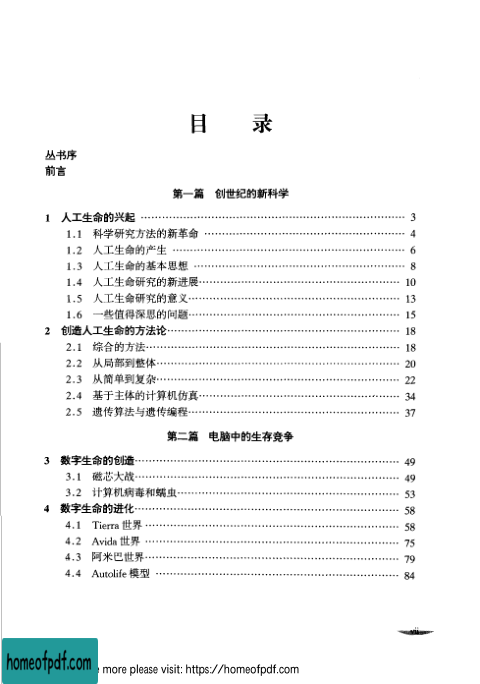 目 录
丛书序
前言
第一篇 创世纪的新科学
1 人工生命的兴起 ………… 3
1.1 科学研究方法的新革命 ………… 4
1.2 人工生命的产生 ………… 6
1.3 人工生命的基本思想 ………… 8
1.4 人工生命研究的新进展………… 10
1.5 人工生命研究的意义………… 13
1.6 一些值得深思的问题………… 15
2 创造人工生命的方法论………… 18
2.1 综合的方法………… 18
2.2 从局部到整体………… 20
2.3 从简单到复杂………… 22
2.4 基于主体的计算机仿真………… 34
2.5 遗传算法与遗传编程………… 37
第二篇 电脑中的生存竞争
3 数字生命的创造………… 49
3.1 磁芯大战………… 49
3.2 计算机病毒和蠕虫………… 53
4 数字生命的进化………… 58
4.1 Tierra 世界 ………… 58
4.2 Avida 世界 ………… 75
4.3 阿米巴世界………… 79
4.4 Autolife 模型 ………… 84
vii
homeofpdf.com
more please visit: https://homeofpdf.com